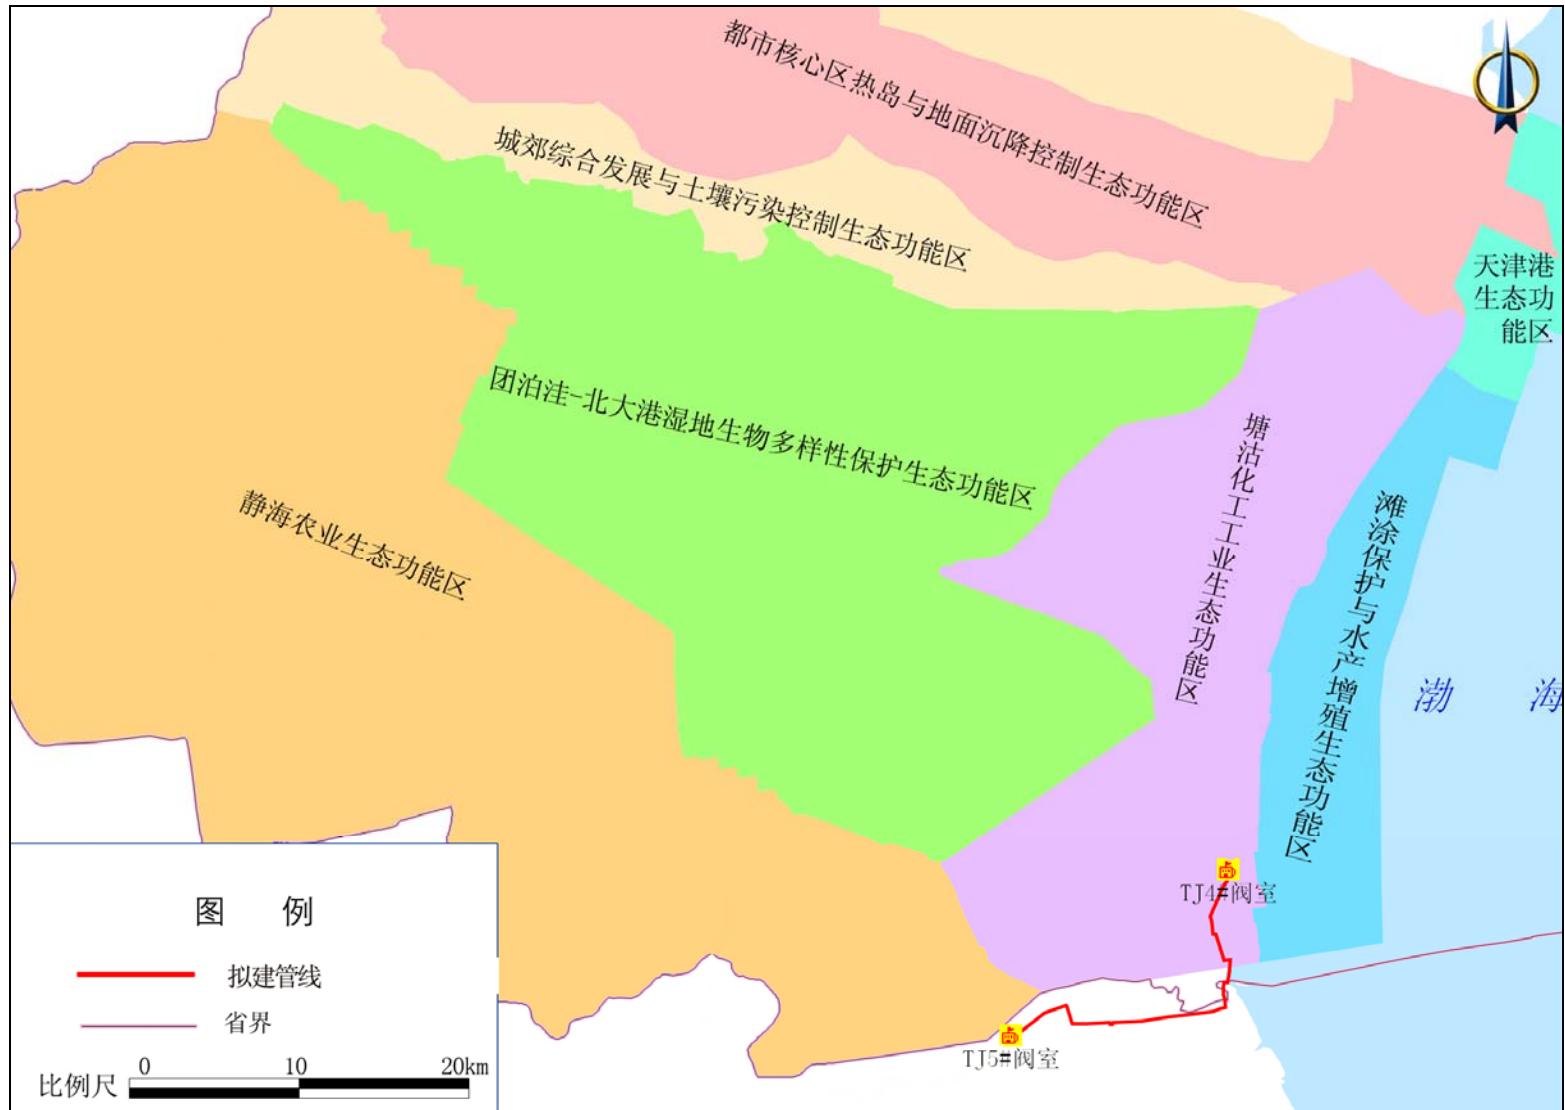 都市核心区热岛与地面沉降控制生态功能区
城郊综合发展与土壤污染控制生态功能区
天津港
生态功
能区
团泊洼-北大港湿地生物多样性保护生态功能区
塘沽化工工业生态功能区
滩涂保护与水产增殖生态功能区
静海农业生态功能区
渤 海
TJ4#阀室
TJ5#阀室
图 例
拟建管线
省界
比例尺 0 10 20km